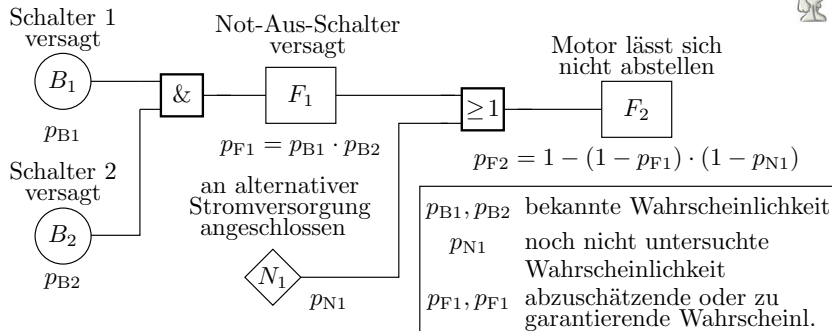 Schalter 1
versagt
B₁
p_B1
&
Not-Aus-Schalter
versagt
F₁
p_F1 = p_B1 · p_B2
≥1
Motor lässt sich
nicht abstellen
F₂
p_F2 = 1 − (1 − p_F1) · (1 − p_N1)
Schalter 2
versagt
B₂
p_B2
an alternativer
Stromversorgung
angeschlossen
N₁
p_N1
p_B1, p_B2 bekannte Wahrscheinlichkeit
p_N1 noch nicht untersuchte
Wahrscheinlichkeit
p_F1, p_F1 abzuschätzende oder zu
garantierende Wahrscheinl.